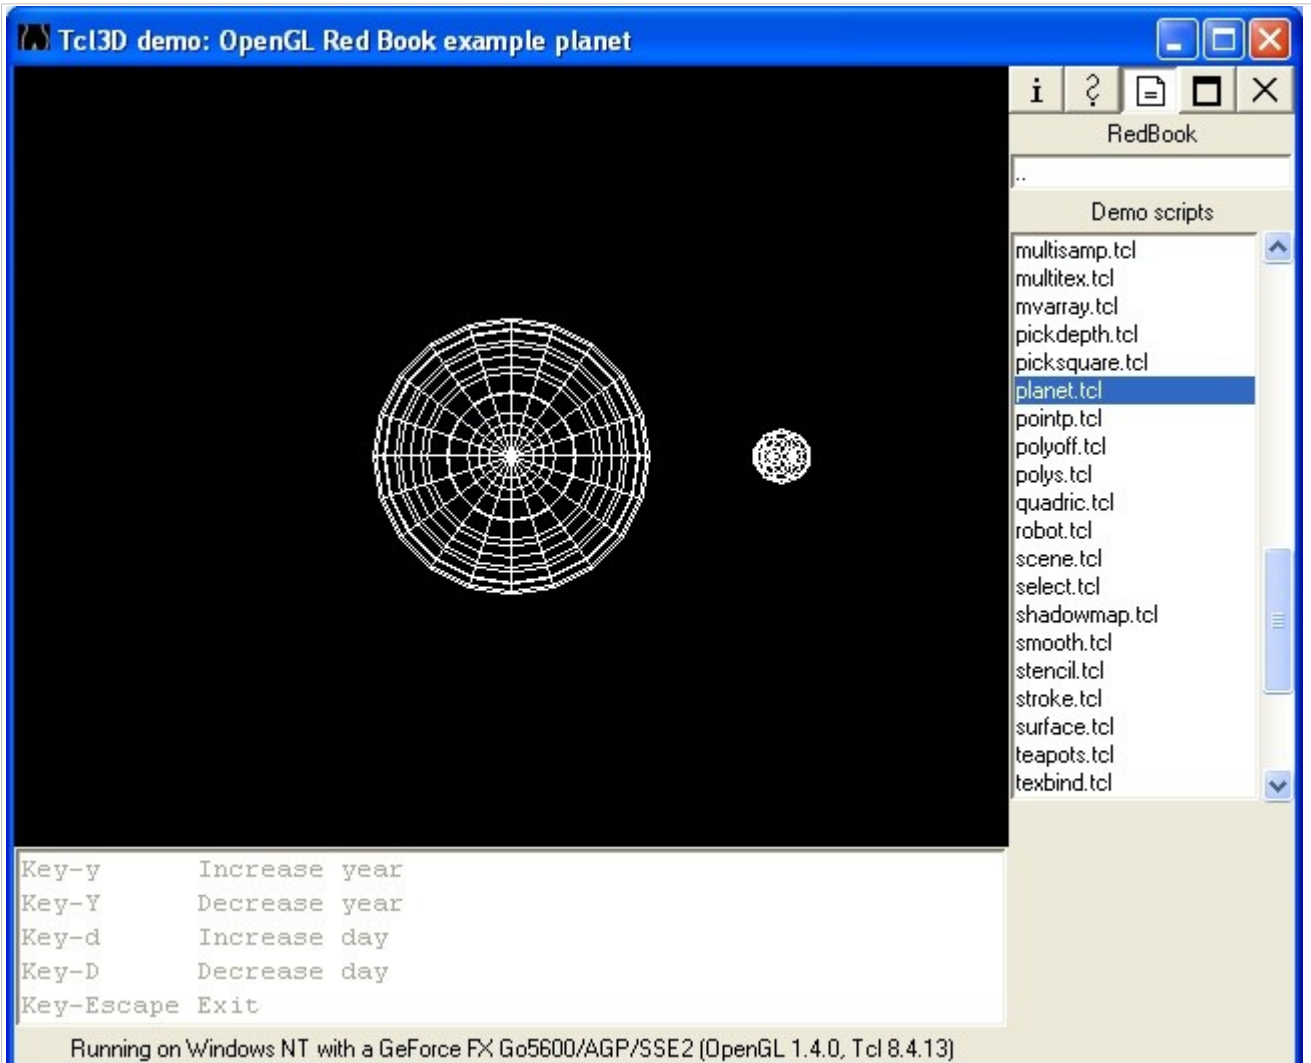 Tcl3D demo: OpenGL Red Book example planet
i ?
RedBook
..
Demo scripts
multisamp.tcl
multitex.tcl
mvarray.tcl
pickdepth.tcl
picksquare.tcl
planet.tcl
pointp.tcl
polyoff.tcl
polys.tcl
quadric.tcl
robot.tcl
scene.tcl
select.tcl
shadowmap.tcl
smooth.tcl
stencil.tcl
stroke.tcl
surface.tcl
teapots.tcl
texbind.tcl
Key-y Increase year
Key-Y Decrease year
Key-d Increase day
Key-D Decrease day
Key-Escape Exit
Running on Windows NT with a GeForce FX Go5600/AGP/SSE2 (OpenGL 1.4.0, Tcl 8.4.13)